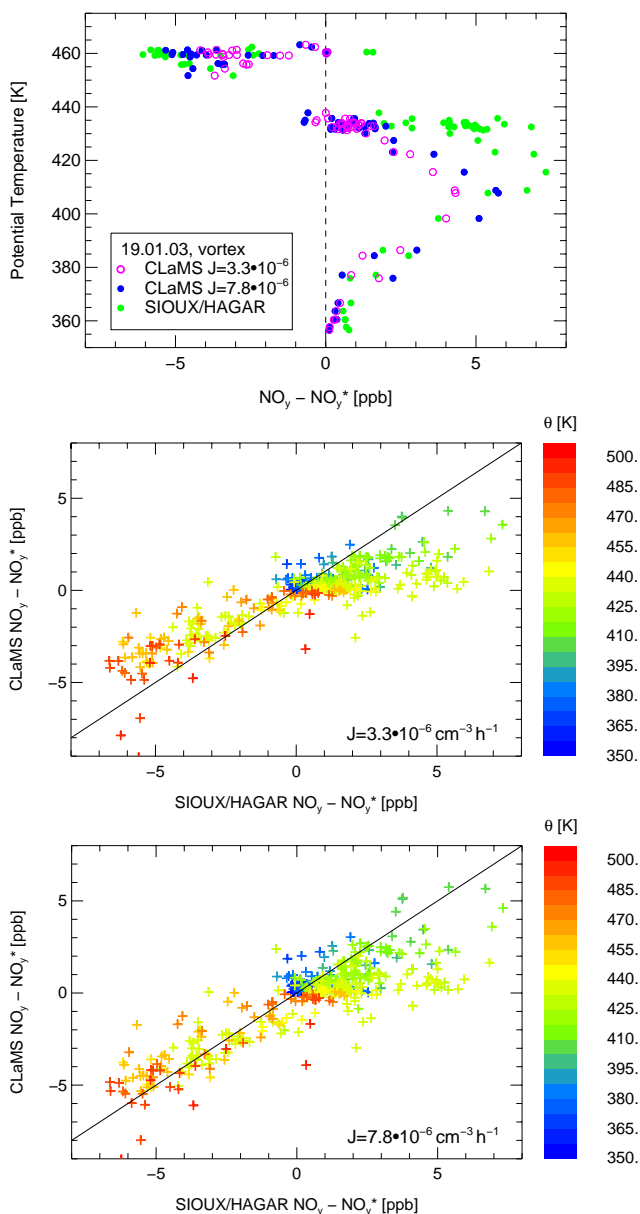 460
440
420
400
380
360
Potential Temperature [K]
19.01.03, vortex
CLaMS J=3.3•10⁻⁶
CLaMS J=7.8•10⁻⁶
SIOUX/HAGAR
−5 0 5
NOy − NOy* [ppb]
θ [K]
5
0
−5
CLaMS NOy − NOy* [ppb]
J=3.3•10⁻⁶ cm⁻³ h⁻¹
−5 0 5
SIOUX/HAGAR NOy − NOy* [ppb]
500.
485.
470.
455.
440.
425.
410.
395.
380.
365.
350.
θ [K]
5
0
−5
CLaMS NOy − NOy* [ppb]
J=7.8•10⁻⁶ cm⁻³ h⁻¹
−5 0 5
SIOUX/HAGAR NOy − NOy* [ppb]
500.
485.
470.
455.
440.
425.
410.
395.
380.
365.
350.